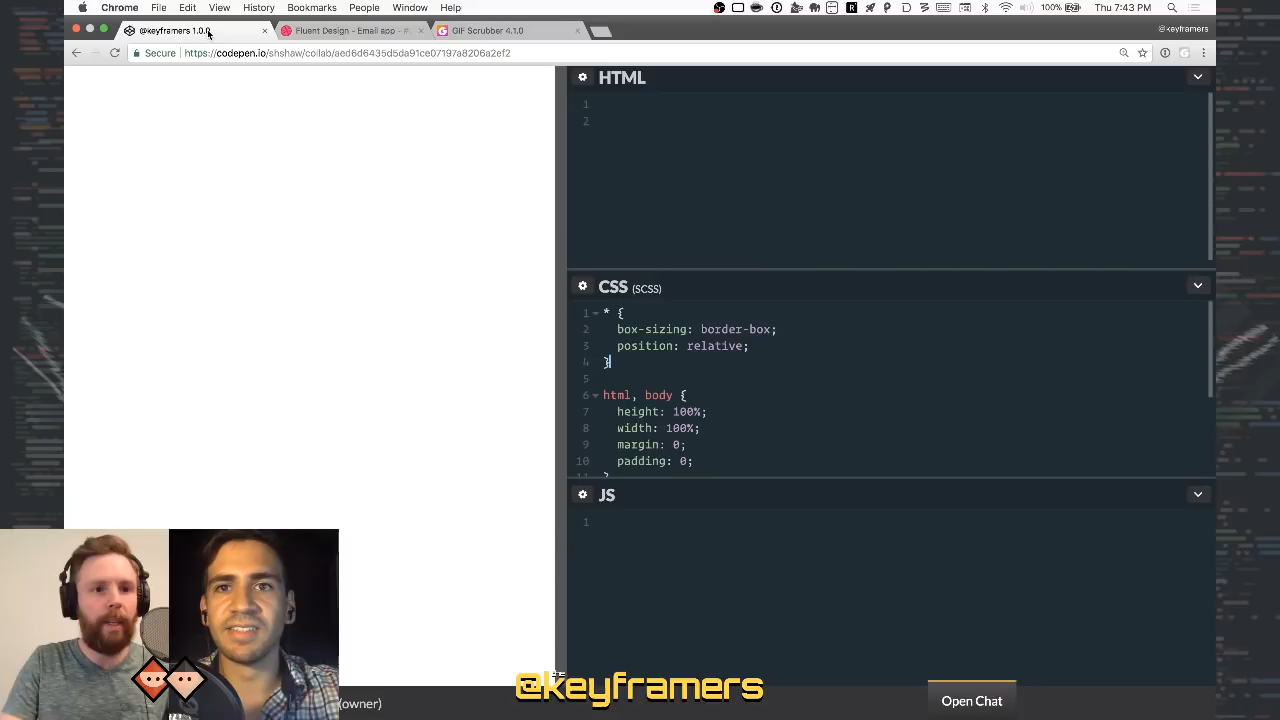 Chrome File Edit View History Bookmarks People Window Help
100% Thu 7:43 PM
@keyframers 1.0.0
Fluent Design - Email app -
GIF Scrubber 4.1.0
@keyframers
Secure https://codepen.io/shshaw/collab/aed6d6435d5da91ce07197a8206a2ef2
HTML
1
2
CSS (SCSS)
1 * {
2 box-sizing: border-box;
3 position: relative;
4 }
5
6 html, body {
7 height: 100%;
8 width: 100%;
9 margin: 0;
10 padding: 0;
JS
1
@keyframers
(owner)
Open Chat